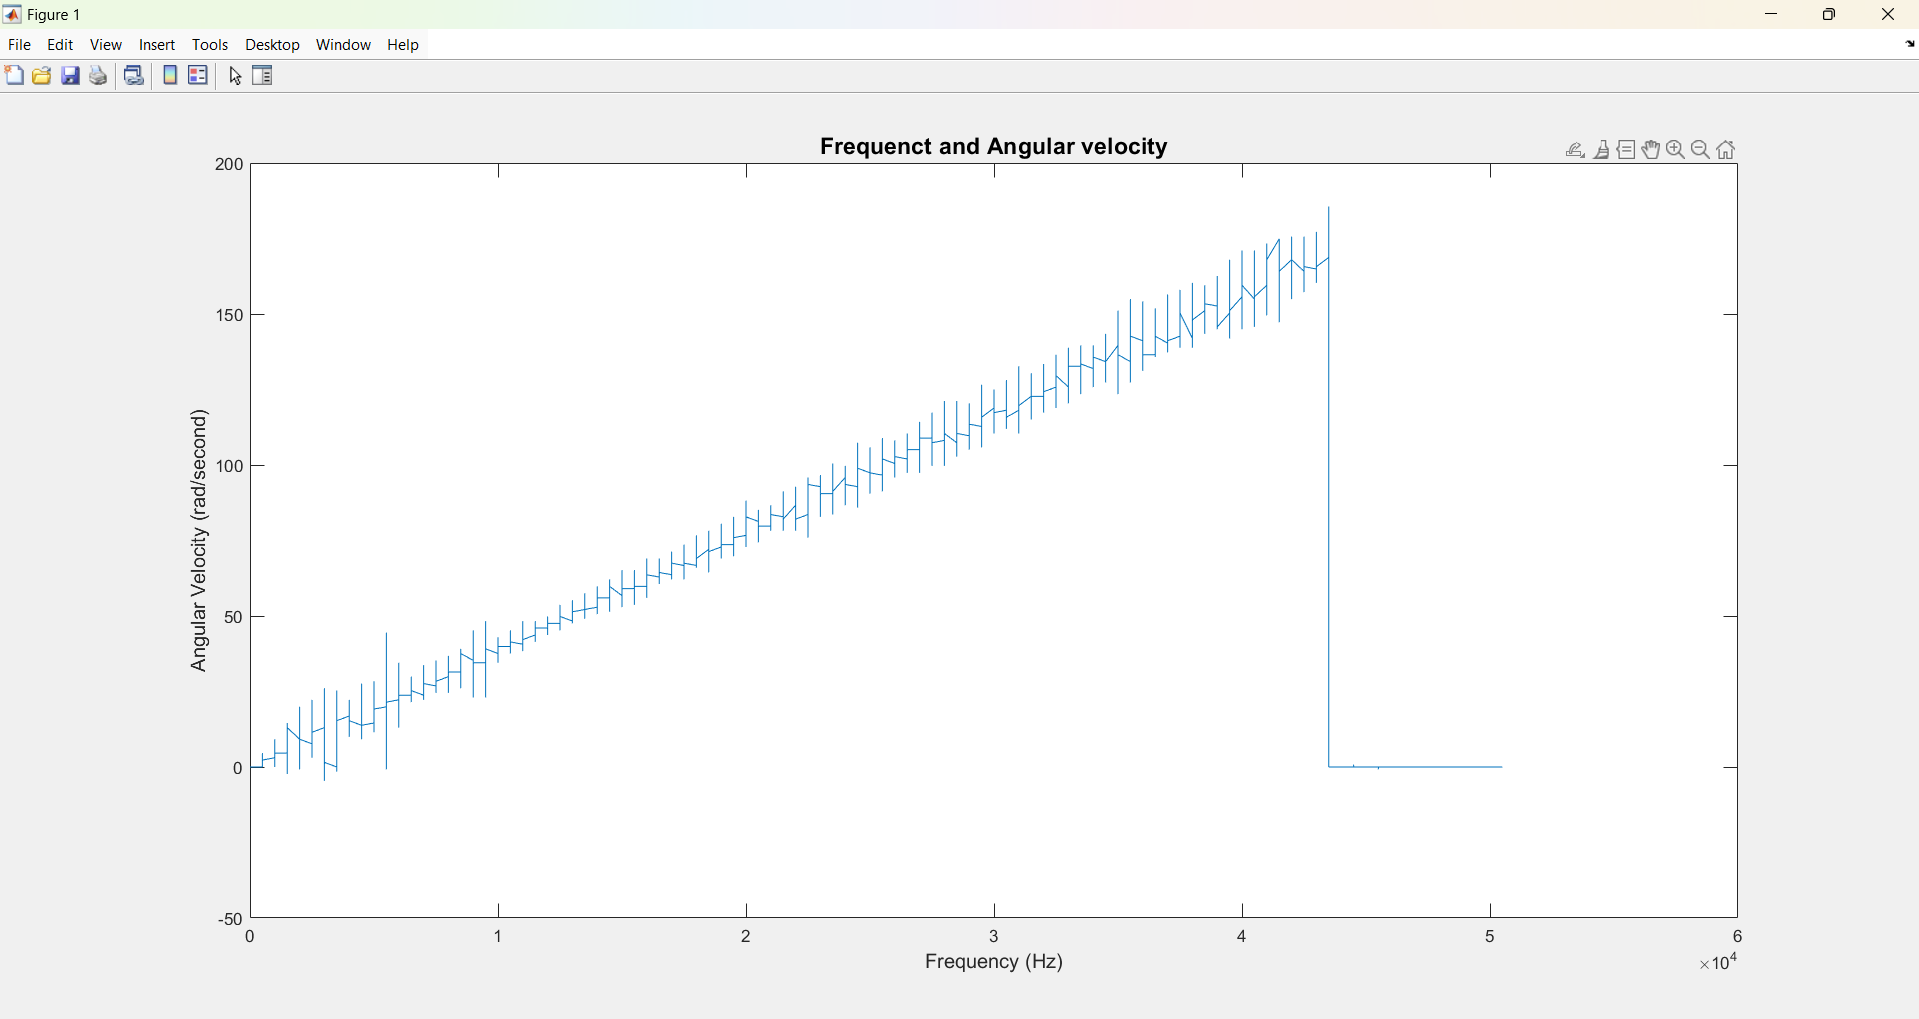 Figure 1
File Edit View Insert Tools Desktop Window Help
Frequenct and Angular velocity
200
150
100
50
0
-50
Angular Velocity (rad/second)
0 1 2 3 4 5 6
×10⁴
Frequency (Hz)